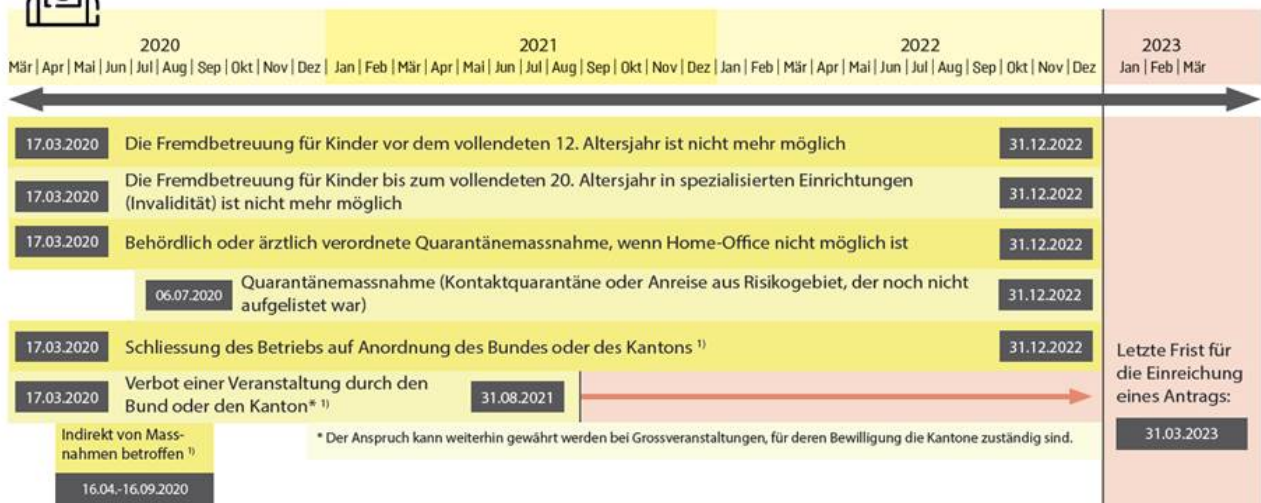 2020 2021 2022 2023
Mär | Apr | Mai | Jun | Jul | Aug | Sep | Okt | Nov | Dez | Jan | Feb | Mär | Apr | Mai | Jun | Jul | Aug | Sep | Okt | Nov | Dez | Jan | Feb | Mär | Apr | Mai | Jun | Jul | Aug | Sep | Okt | Nov | Dez Jan | Feb | Mär
17.03.2020 Die Fremdbetreuung für Kinder vor dem vollendeten 12. Altersjahr ist nicht mehr möglich 31.12.2022
17.03.2020 Die Fremdbetreuung für Kinder bis zum vollendeten 20. Altersjahr in spezialisierten Einrichtungen
(Invalidität) ist nicht mehr möglich 31.12.2022
17.03.2020 Behördlich oder ärztlich verordnete Quarantänemassnahme, wenn Home-Office nicht möglich ist 31.12.2022
06.07.2020 Quarantänemassnahme (Kontaktquarantäne oder Anreise aus Risikogebiet, der noch nicht
aufgelistet war) 31.12.2022
17.03.2020 Schliessung des Betriebs auf Anordnung des Bundes oder des Kantons 1) 31.12.2022
17.03.2020 Verbot einer Veranstaltung durch den
Bund oder den Kanton* 1) 31.08.2021
Indirekt von Mass-
nahmen betroffen 1)
16.04.-16.09.2020
* Der Anspruch kann weiterhin gewährt werden bei Grossveranstaltungen, für deren Bewilligung die Kantone zuständig sind.
Letzte Frist für
die Einreichung
eines Antrags:
31.03.2023